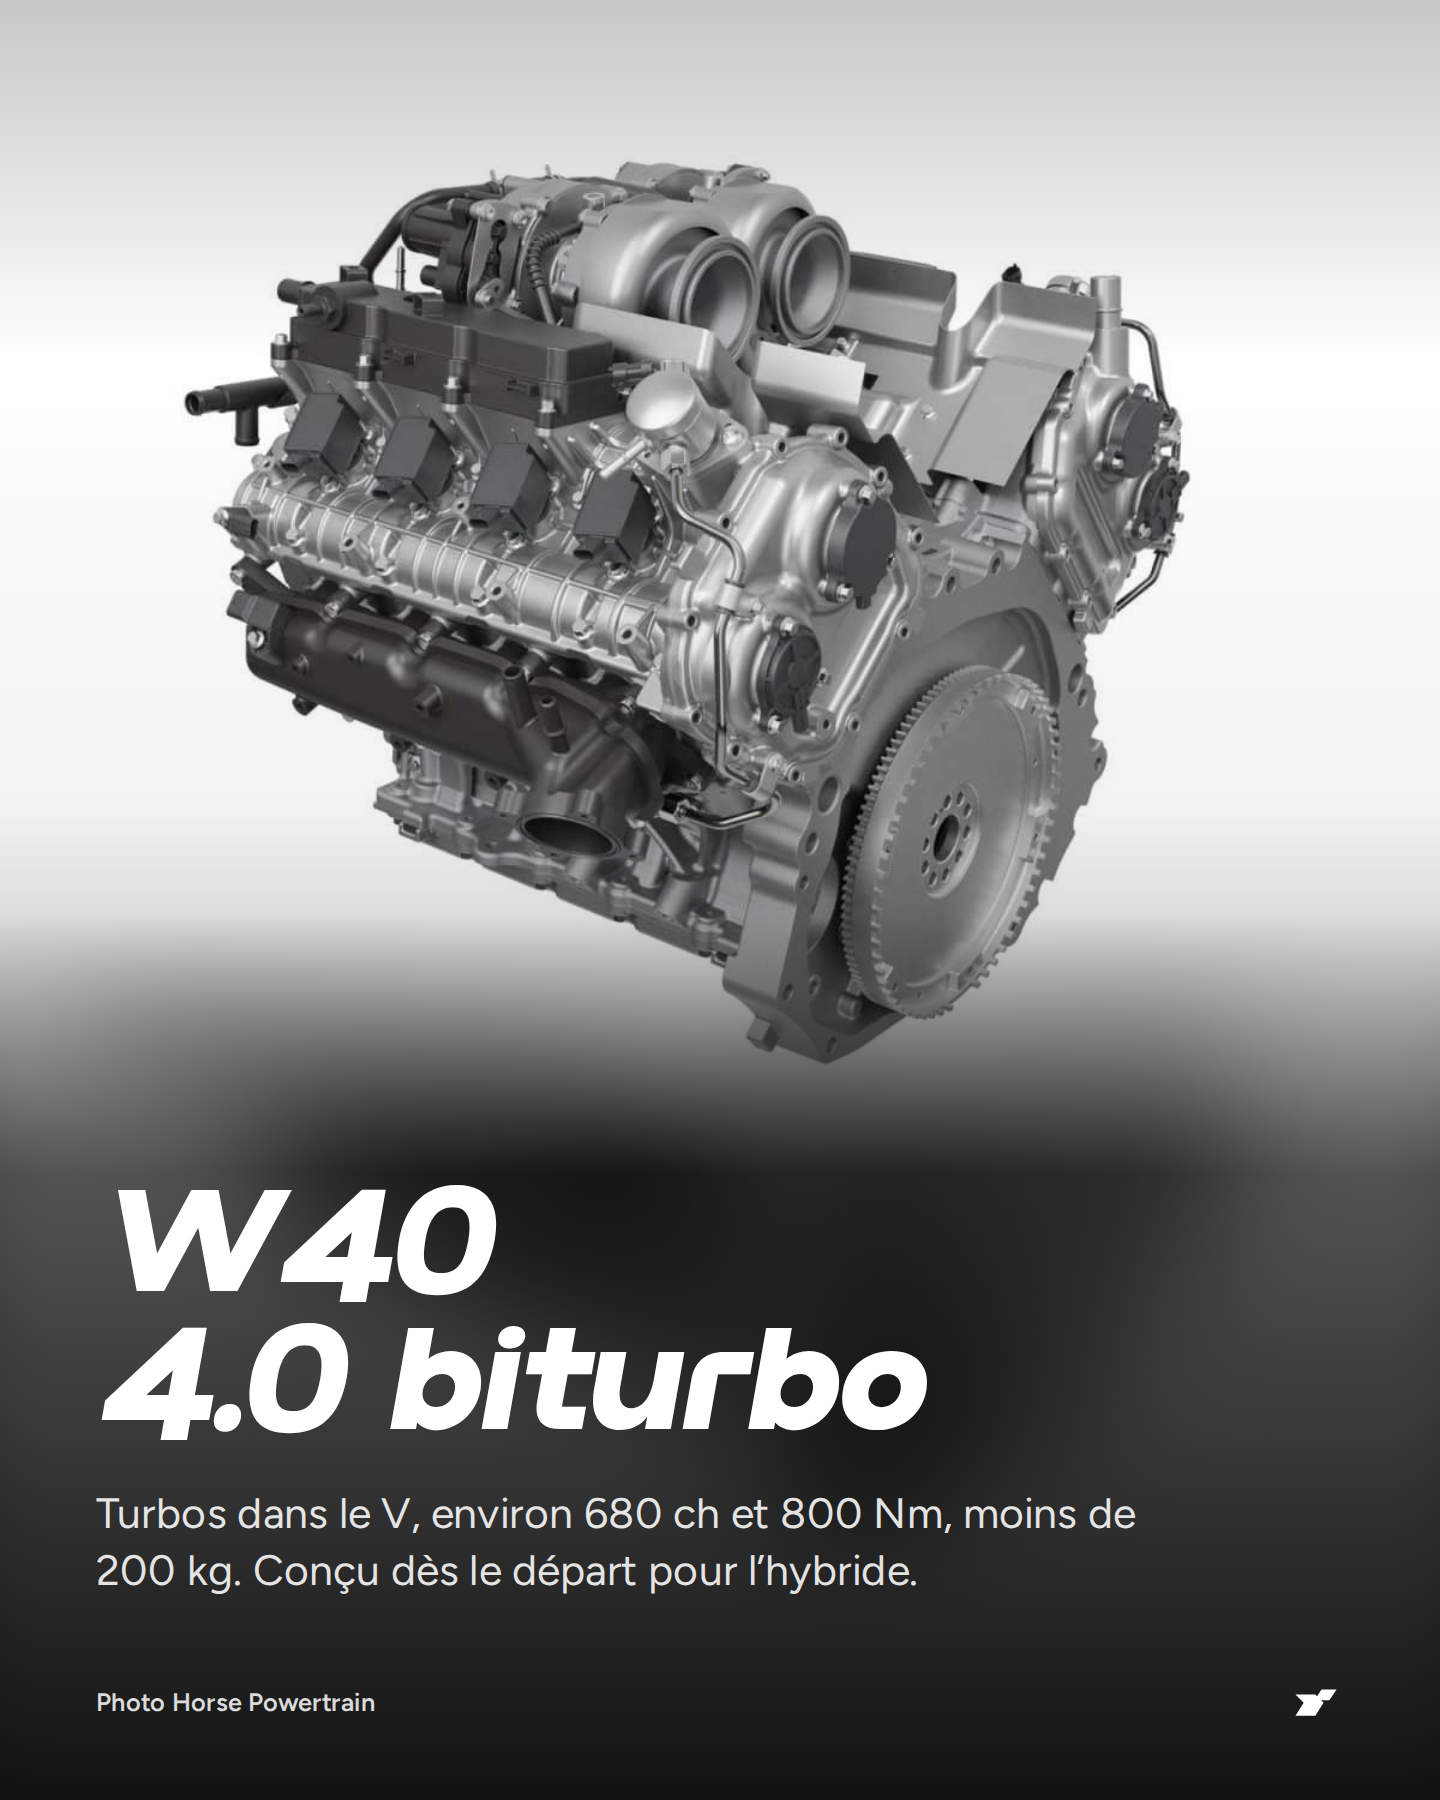 W40
4.0 biturbo
Turbos dans le V, environ 680 ch et 800 Nm, moins de
200 kg. Conçu dès le départ pour l’hybride.
Photo Horse Powertrain